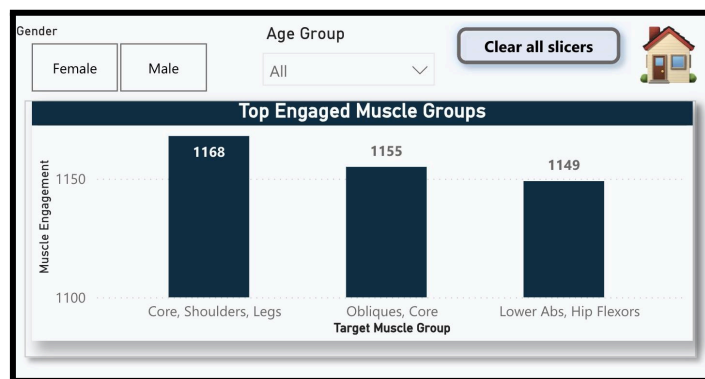 Gender
Female
Male
Age Group
All
Clear all slicers
Top Engaged Muscle Groups
Muscle Engagement
1150
1100
1168
1155
1149
Core, Shoulders, Legs
Obliques, Core
Lower Abs, Hip Flexors
Target Muscle Group